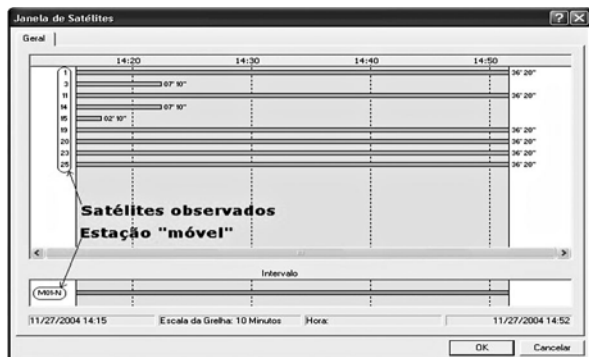 Janela de Satélites
Geral
14:20 14:30 14:40 14:50
1 36' 20"
3 07' 10"
11 36' 20"
14 07' 10"
15 02' 10"
19 36' 20"
20 36' 20"
23 36' 20"
25 36' 20"
Satélites observados
Estação "móvel"
Intervalo
M01-N
11/27/2004 14:15 Escala da Grelha: 10 Minutos Hora: 11/27/2004 14:52
OK Cancelar